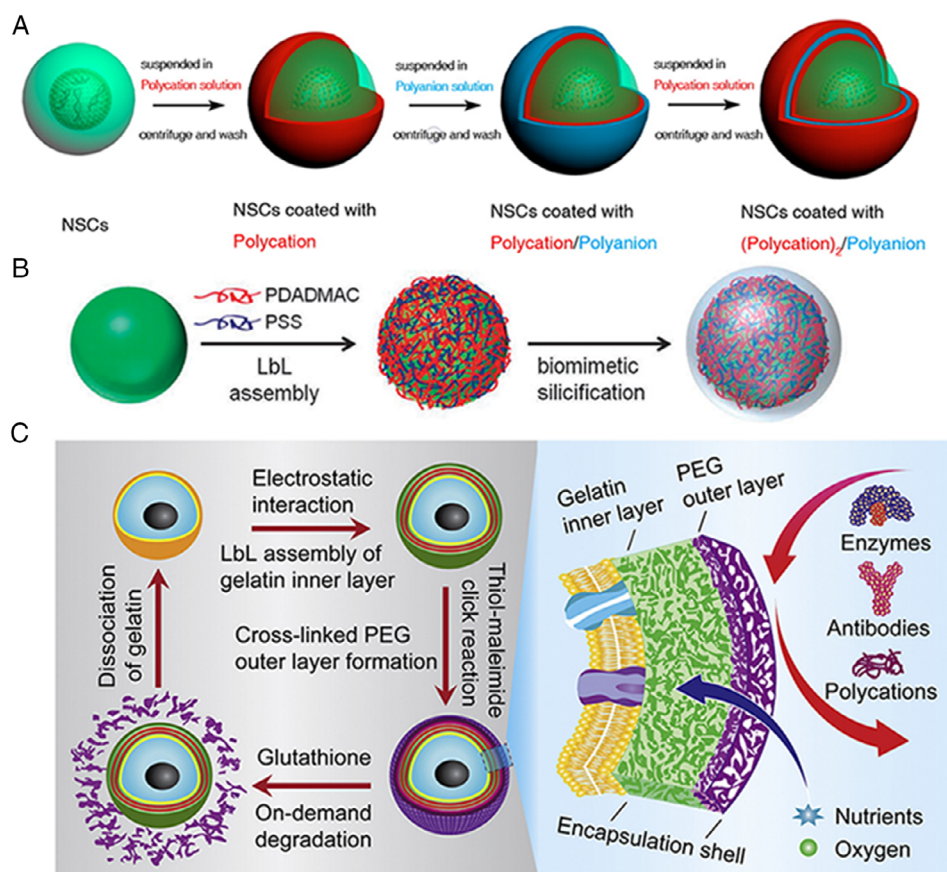 A
suspended in
Polycation solution
centrifuge and wash
suspended in
Polyanion solution
centrifuge and wash
suspended in
Polycation solution
centrifuge and wash
NSCs
NSCs coated with
Polycation
NSCs coated with
Polycation/Polyanion
NSCs coated with
(Polycation)₂/Polyanion
B
PDADMAC
PSS
LbL
assembly
biomimetic
silicification
C
Electrostatic
interaction
LbL assembly of
gelatin inner layer
Dissociation
of gelatin
Thiol-maleimide
click reaction
Cross-linked PEG
outer layer formation
Glutathione
On-demand
degradation
Gelatin
inner layer
PEG
outer layer
Enzymes
Antibodies
Polycations
Encapsulation shell
Nutrients
Oxygen